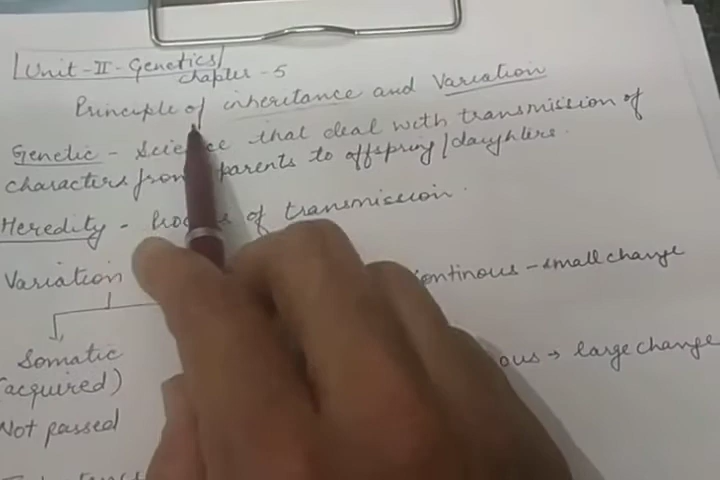 Unit-II-Genetics
Chapter-5
Principle of inheritance and Variation
Genetic - Science that deal with transmission of
characters from parents to offspring/daughters.
Heredity - Process of transmission.
Variation
- small change
Somatic
→ large change
(acquired)
Not passed